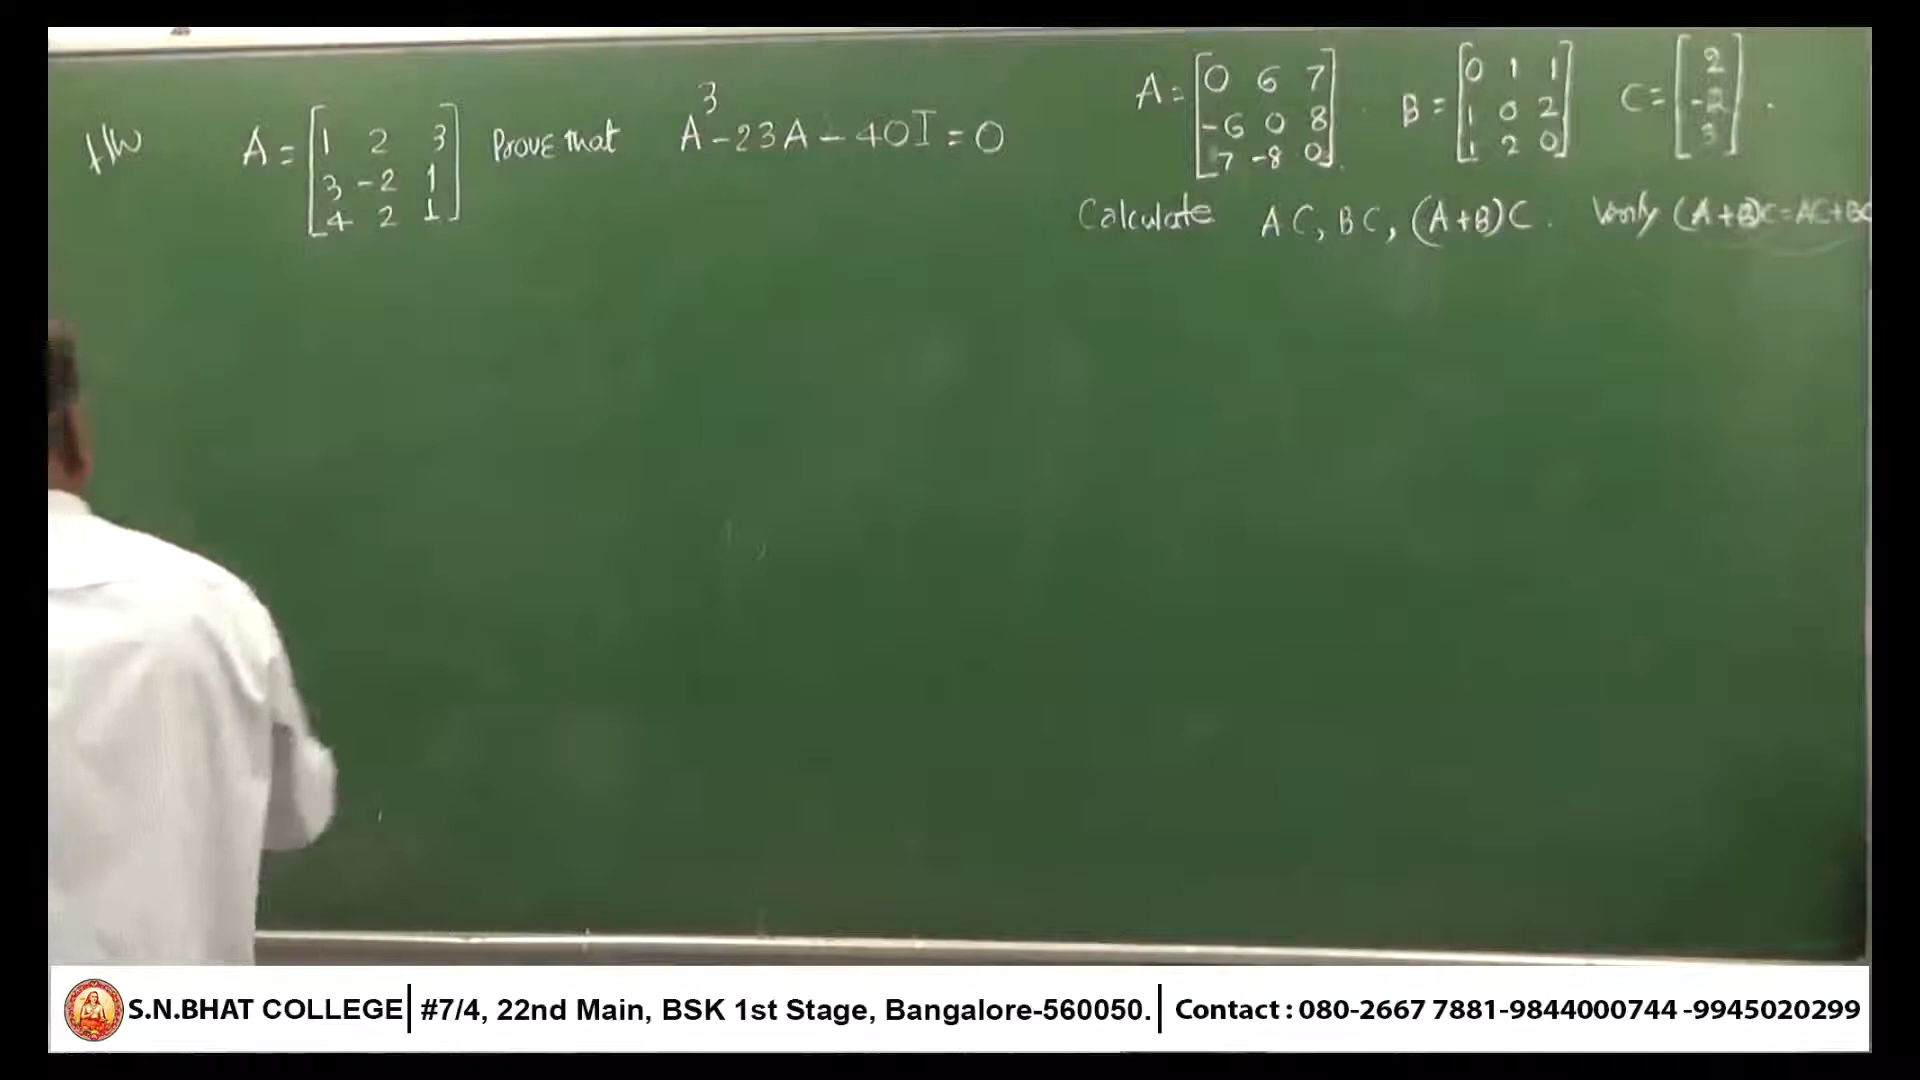 H/W A = [1 2 3 Prove that A³ - 23A - 40I = 0
3 -2 1
4 2 1]
A = [0 6 7 B = [0 1 1 C = [2
-6 0 8 1 0 2 -2
7 -8 0] 1 2 0] 3].
Calculate AC, BC, (A+B)C. Verify (A+B)C = AC+BC
S.N.BHAT COLLEGE | #7/4, 22nd Main, BSK 1st Stage, Bangalore-560050. | Contact : 080-2667 7881-9844000744 -9945020299